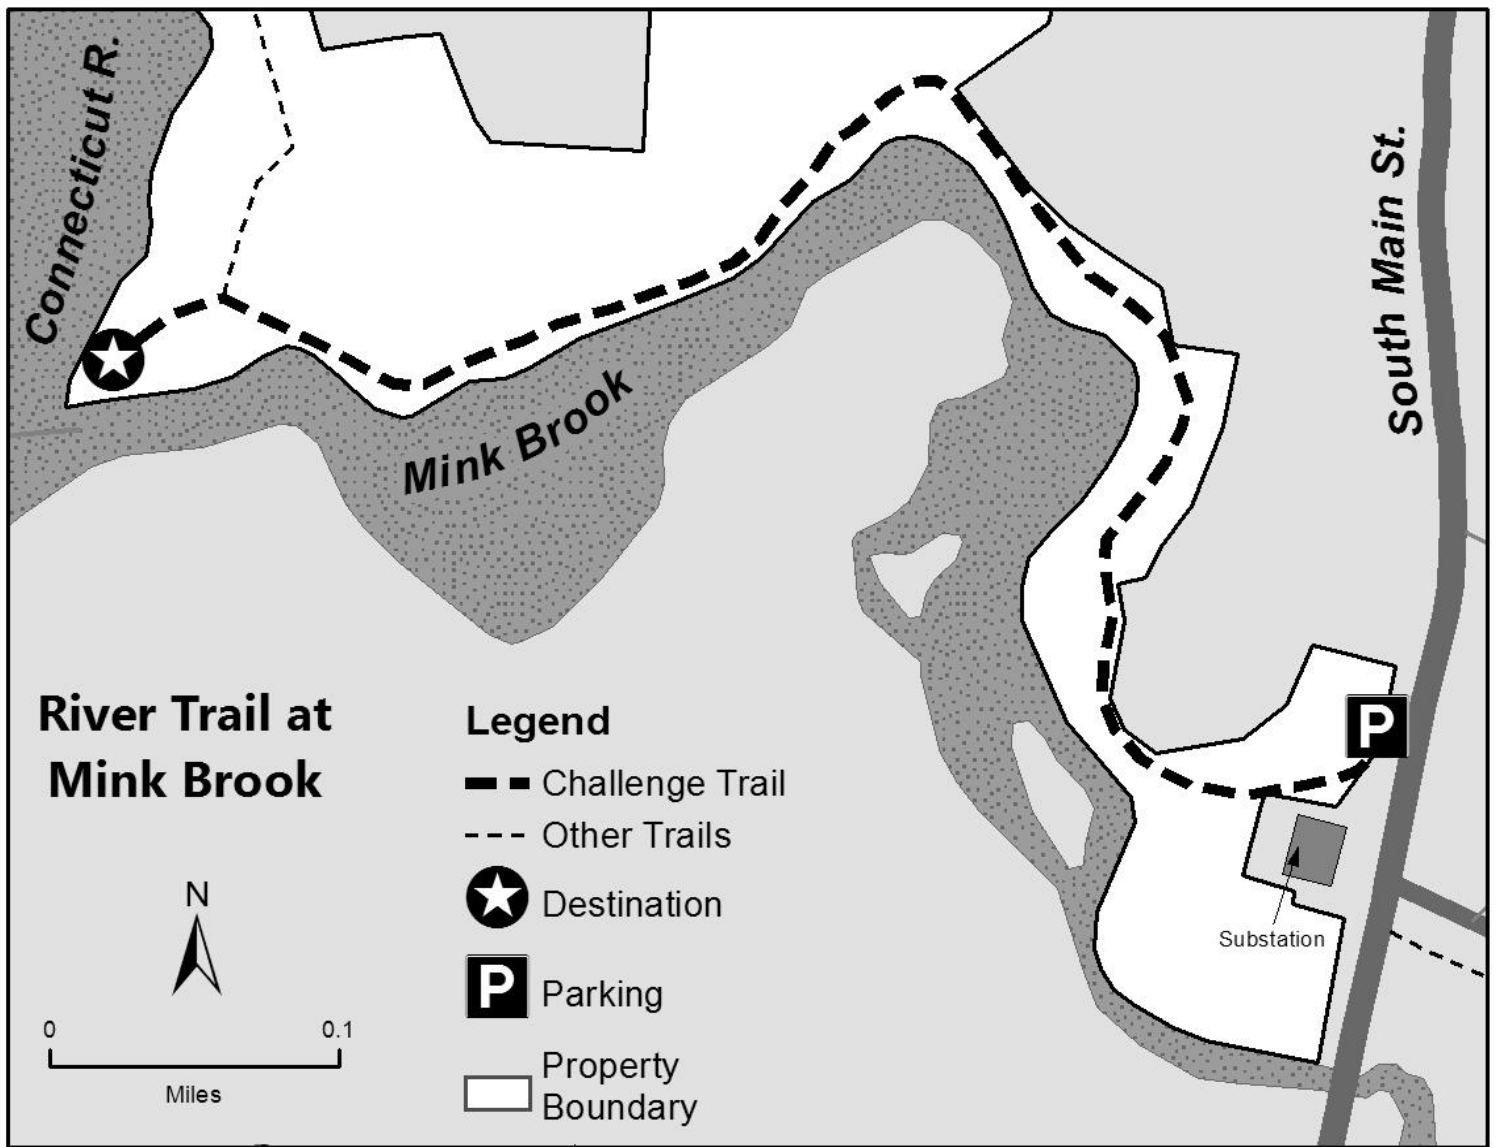 Connecticut R.
South Main St.
Mink Brook
River Trail at
Mink Brook
Legend
Challenge Trail
Other Trails
Destination
P
P Parking
Property
Boundary
Substation
N
0 0.1
Miles